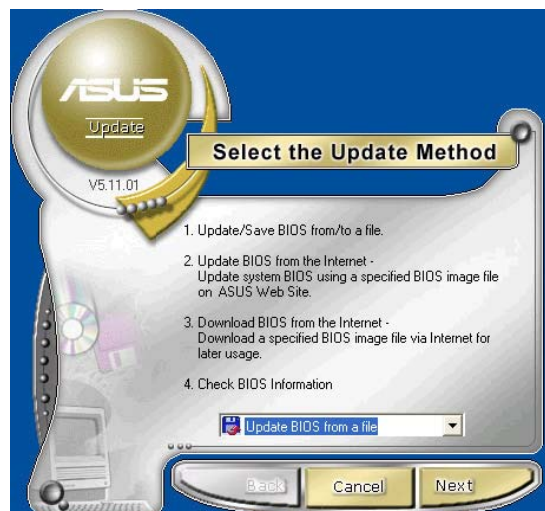 ASUS
Update
V5.11.01
Select the Update Method
1. Update/Save BIOS from/to a file.
2. Update BIOS from the Internet -
Update system BIOS using a specified BIOS image file
on ASUS Web Site.
3. Download BIOS from the Internet -
Download a specified BIOS image file via Internet for
later usage.
4. Check BIOS Information
Update BIOS from a file
Back
Cancel
Next